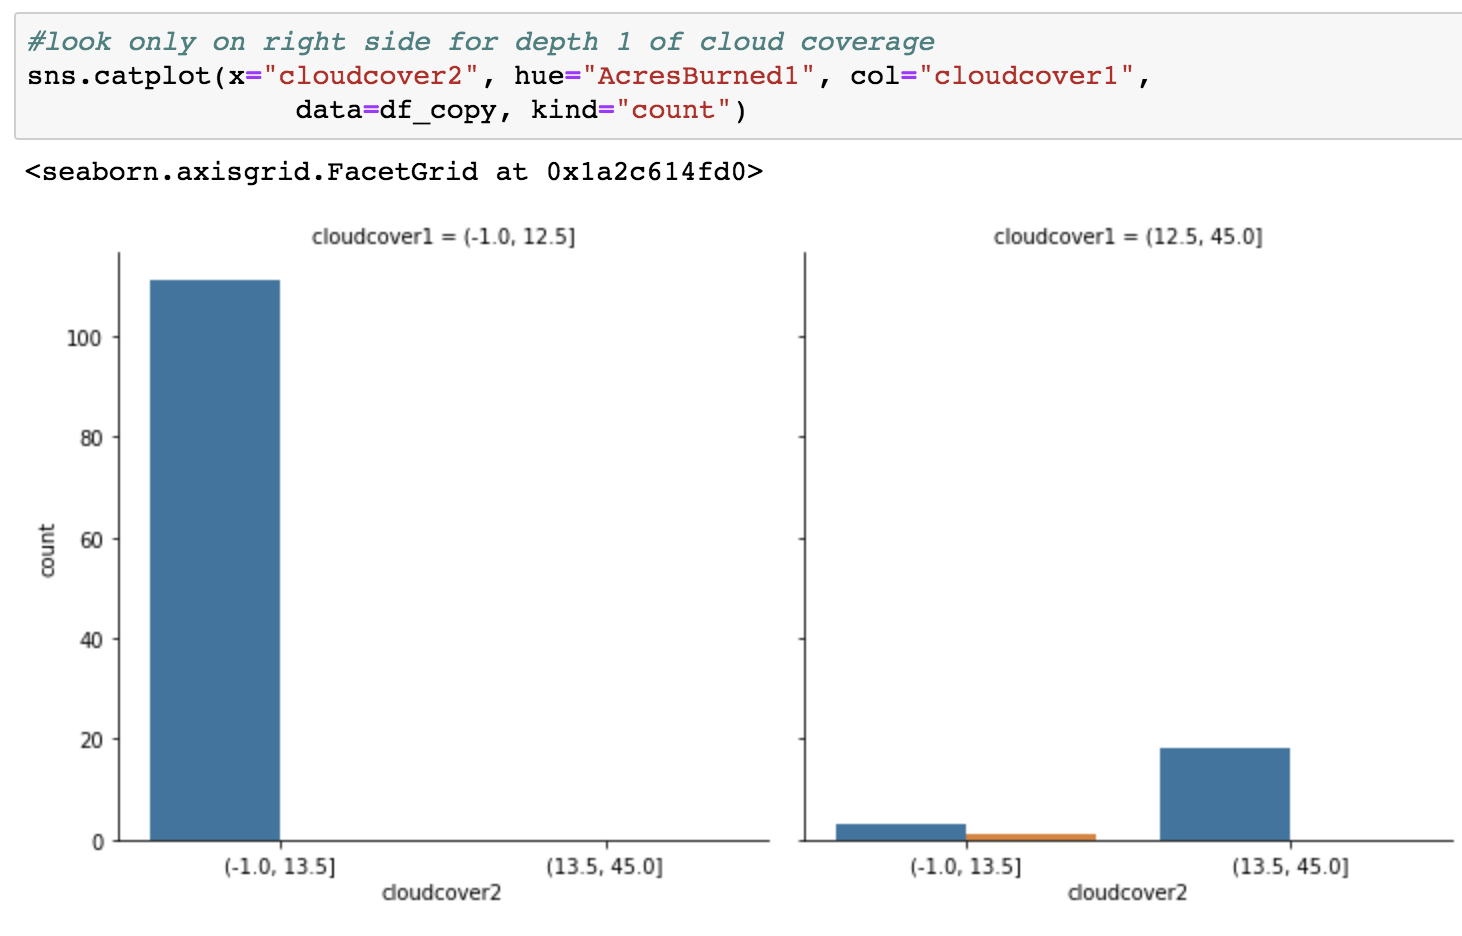 #look only on right side for depth 1 of cloud coverage
sns.catplot(x="cloudcover2", hue="AcresBurned1", col="cloudcover1",
data=df_copy, kind="count")
<seaborn.axisgrid.FacetGrid at 0x1a2c614fd0>
cloudcover1 = (-1.0, 12.5]
cloudcover1 = (12.5, 45.0]
100
80
60
40
20
0
count
(-1.0, 13.5]
(13.5, 45.0]
cloudcover2
(-1.0, 13.5]
(13.5, 45.0]
cloudcover2